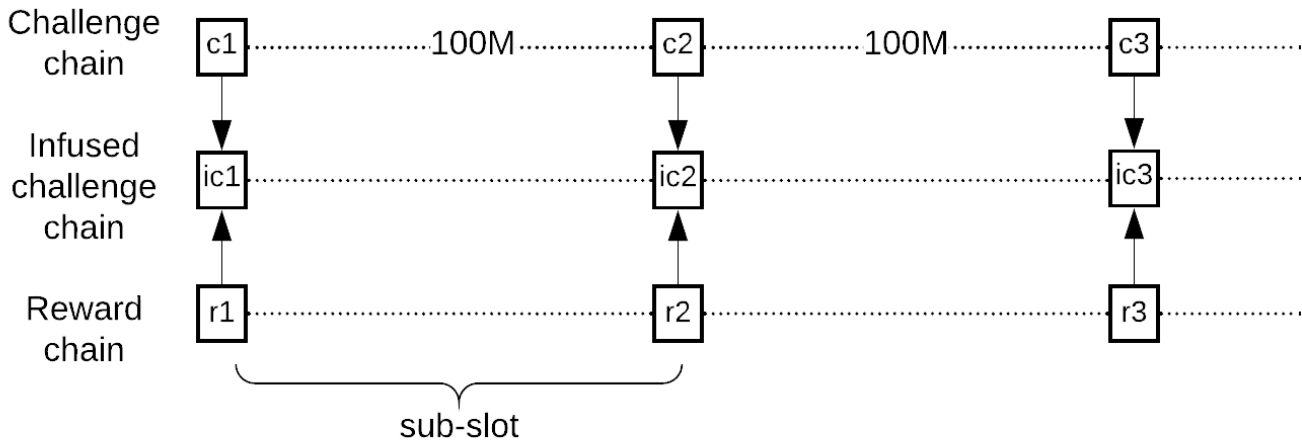 Challenge
chain
c1
100M
c2
100M
c3
Infused
challenge
chain
ic1
ic2
ic3
Reward
chain
r1
r2
r3
sub-slot